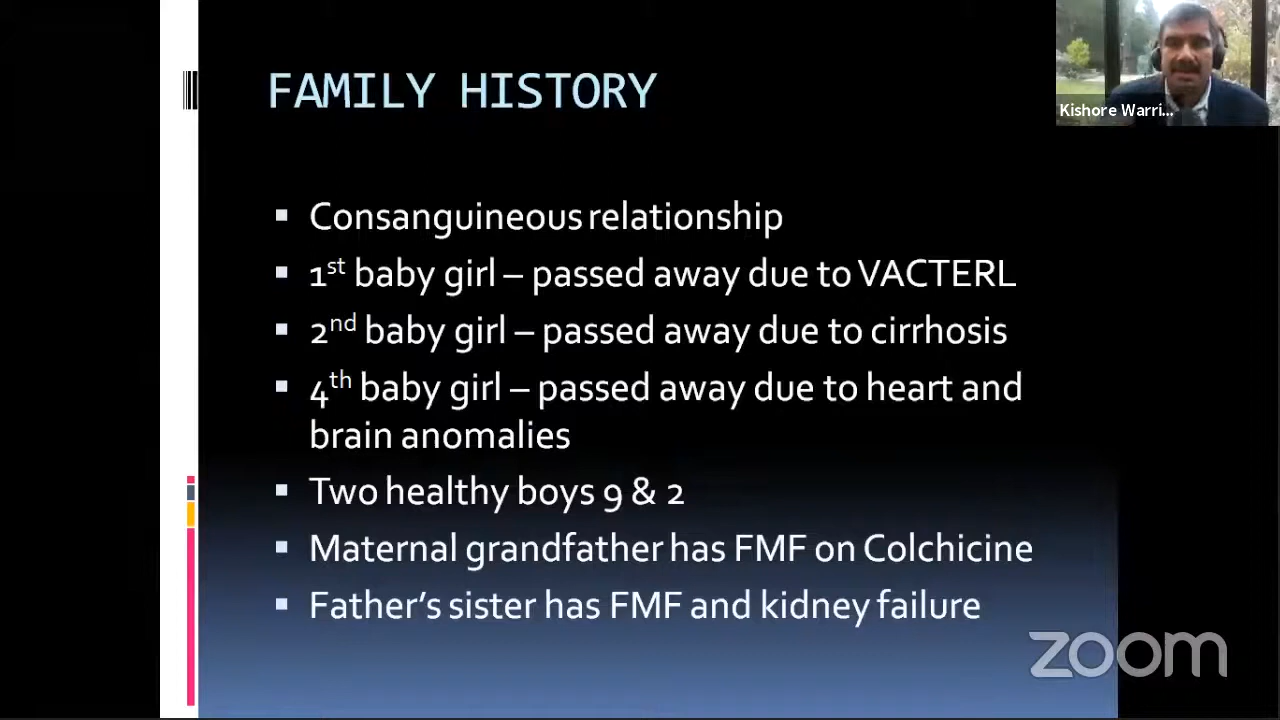 FAMILY HISTORY
Kishore Warri...
▪ Consanguineous relationship
▪ 1st baby girl – passed away due to VACTERL
▪ 2nd baby girl – passed away due to cirrhosis
▪ 4th baby girl – passed away due to heart and
brain anomalies
▪ Two healthy boys 9 & 2
▪ Maternal grandfather has FMF on Colchicine
▪ Father's sister has FMF and kidney failure
zoom